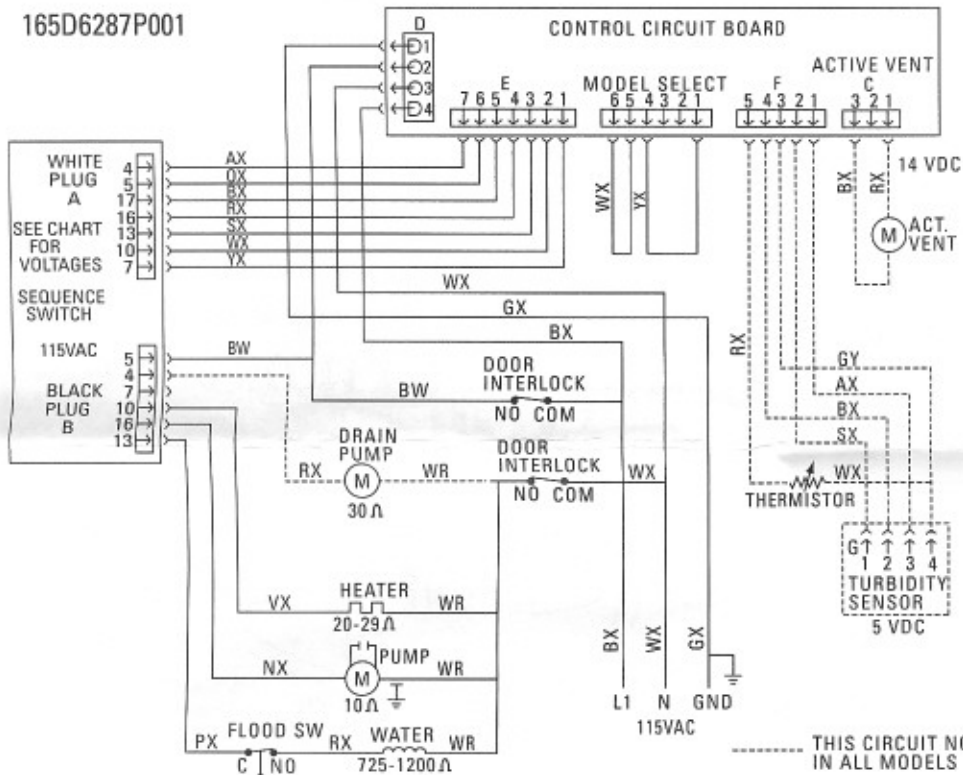 165D6287P001
D
1
2
3
4
CONTROL CIRCUIT BOARD
E
7 6 5 4 3 2 1
MODEL SELECT
6 5 4 3 2 1
F
5 4 3 2 1
ACTIVE VENT
C
3 2 1
14 VDC
BX
RX
M
ACT.
VENT
WX
YX
WHITE
PLUG
A
SEE CHART
FOR
VOLTAGES
SEQUENCE
SWITCH
4
5
17
16
13
10
7
AX
OX
BX
RX
SX
WX
YX
WX
GX
BX
115VAC
BLACK
PLUG
B
5
4
7
10
16
13
BW
BW
DOOR
INTERLOCK
NO COM
DRAIN
PUMP
RX
M
30 Ω
WR
DOOR
INTERLOCK
NO COM
WX
RX
GY
AX
BX
SX
WX
THERMISTOR
G
1 2 3 4
TURBIDITY
SENSOR
5 VDC
VX
HEATER
20-29 Ω
WR
NX
PUMP
M
10 Ω
WR
PX
FLOOD SW
C NO
RX
WATER
725-1200 Ω
WR
BX
WX
GX
L1 N GND
115VAC
THIS CIRCUIT NO
IN ALL MODELS